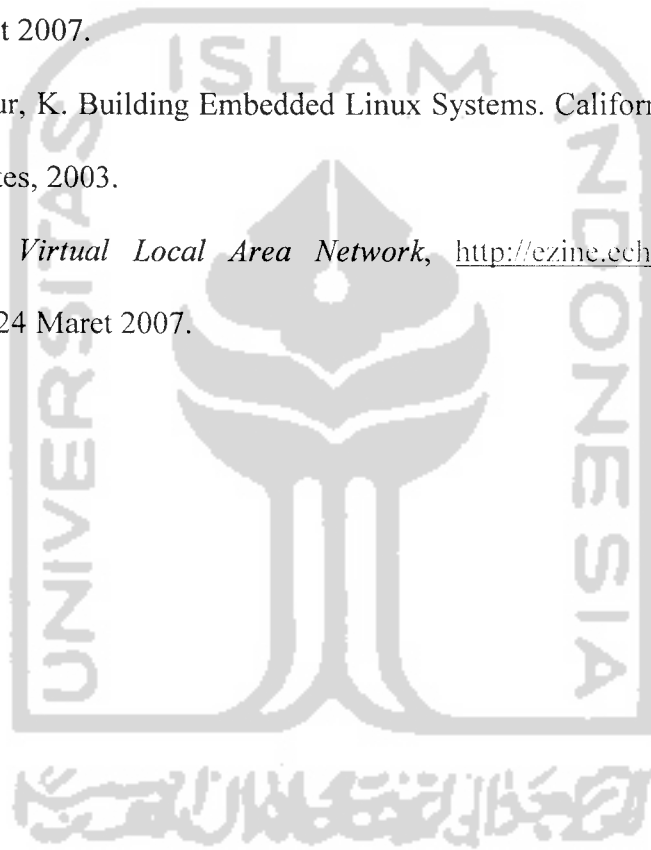 t 2007.
ur, K. Building Embedded Linux Systems. Californ
tes, 2003.
Virtual Local Area Network, http://ezine.ech
24 Maret 2007.
UNIVERSITAS ISLAM INDONESIA